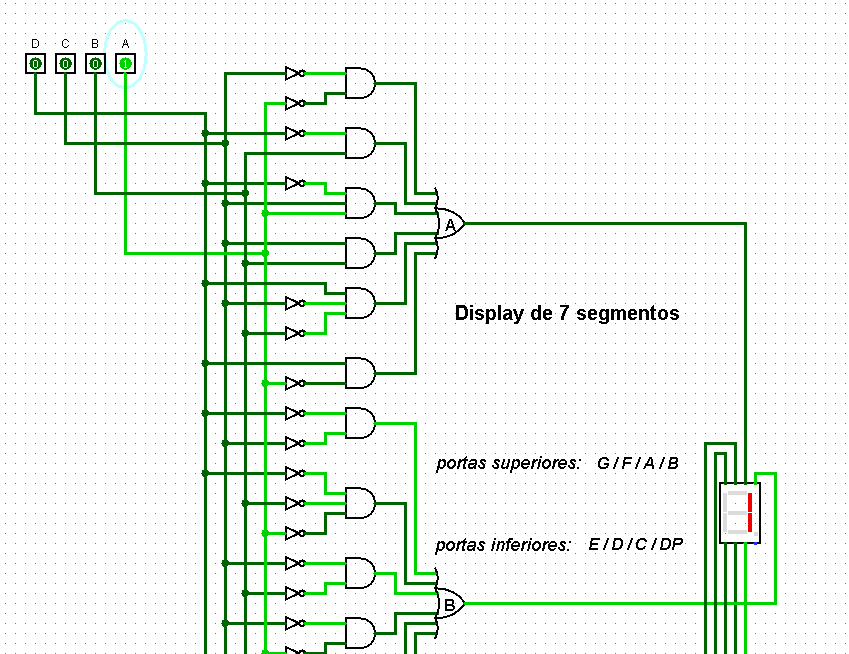 D C B A
0 0 0 1
A
Display de 7 segmentos
portas superiores: G / F / A / B
portas inferiores: E / D / C / DP
B